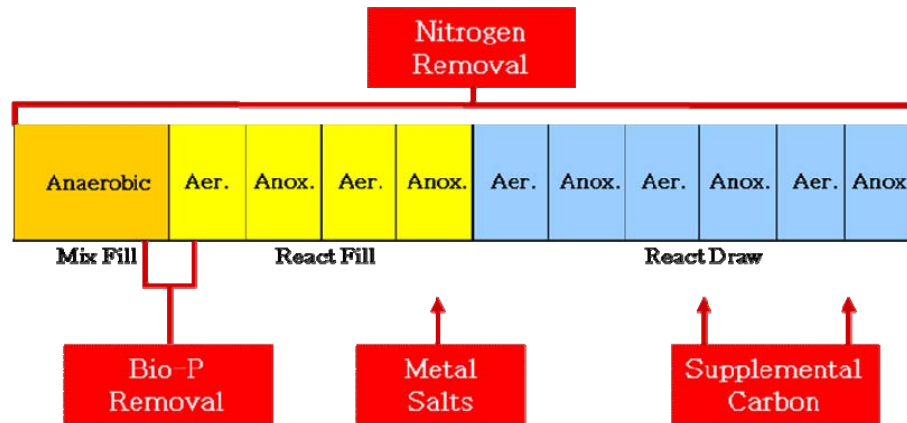 Nitrogen
Removal
Anaerobic Aer. Anox. Aer. Anox. Aer. Anox. Aer. Anox. Aer. Anox
Mix Fill React Fill React Draw
Bio-P
Removal
Metal
Salts
Supplemental
Carbon